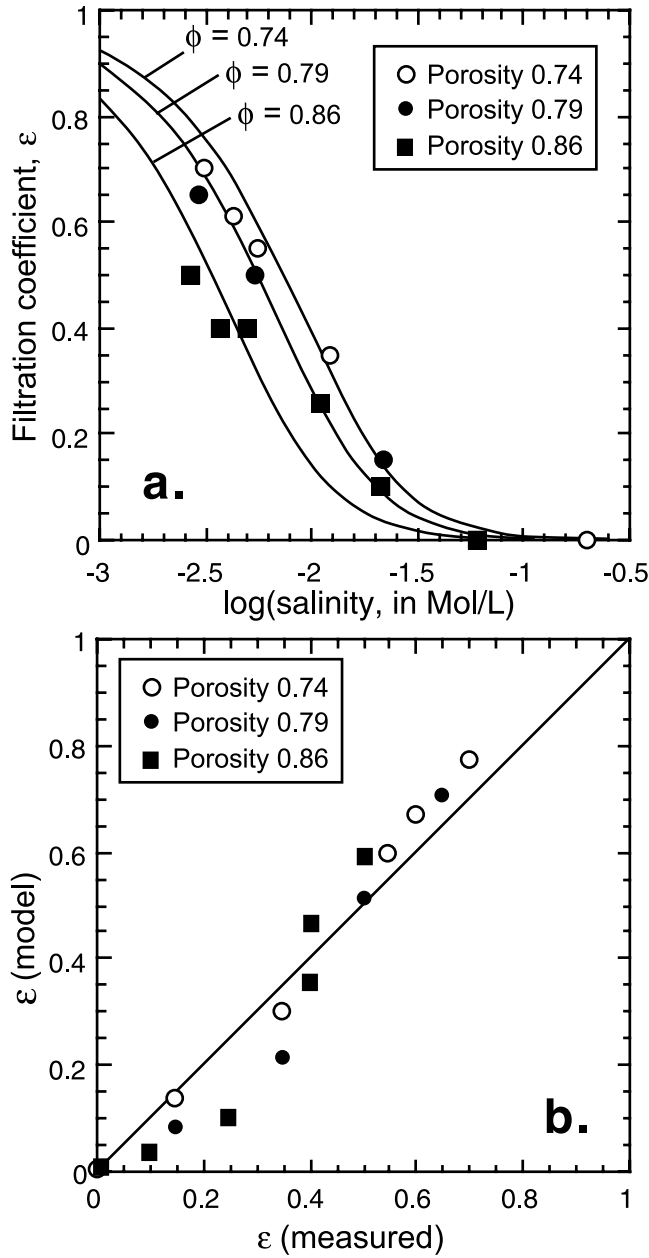 ϕ = 0.74
ϕ = 0.79
ϕ = 0.86
Porosity 0.74
Porosity 0.79
Porosity 0.86
Filtration coefficient, ε
1
0.8
0.6
0.4
0.2
0
a.
-3 -2.5 -2 -1.5 -1 -0.5
log(salinity, in Mol/L)
1
0.8
0.6
0.4
0.2
0
Porosity 0.74
Porosity 0.79
Porosity 0.86
ε (model)
b.
0 0.2 0.4 0.6 0.8 1
ε (measured)